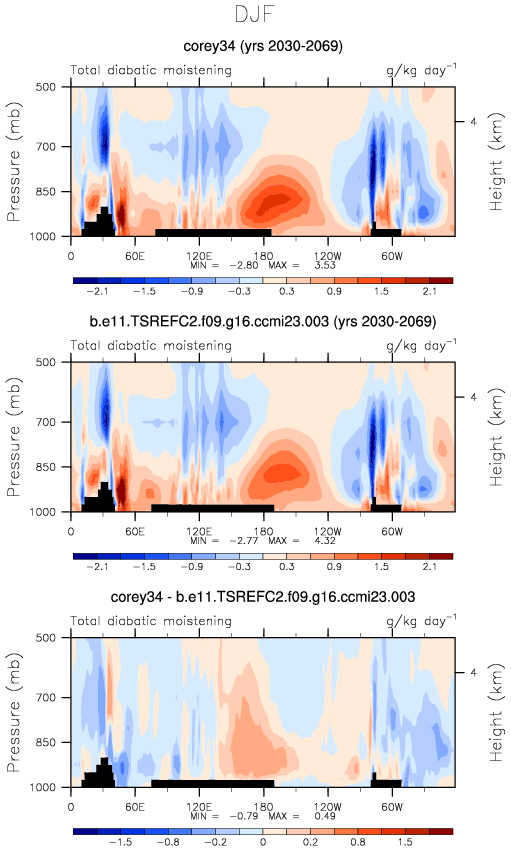 DJF
corey34 (yrs 2030-2069)
Total diabatic moistening g/kg day⁻¹
Pressure (mb)
Height (km)
500
700
850
1000
4
0 60E 120E 180 120W 60W
MIN = -2.80 MAX = 3.53
-2.1 -1.5 -0.9 -0.3 0.3 0.9 1.5 2.1
b.e11.TSREFC2.f09.g16.ccmi23.003 (yrs 2030-2069)
Total diabatic moistening g/kg day⁻¹
Pressure (mb)
Height (km)
500
700
850
1000
4
0 60E 120E 180 120W 60W
MIN = -2.77 MAX = 4.32
-2.1 -1.5 -0.9 -0.3 0.3 0.9 1.5 2.1
corey34 - b.e11.TSREFC2.f09.g16.ccmi23.003
Total diabatic moistening g/kg day⁻¹
Pressure (mb)
Height (km)
500
700
850
1000
4
0 60E 120E 180 120W 60W
MIN = -0.79 MAX = 0.49
-1.5 -0.8 -0.2 0 0.2 0.8 1.5